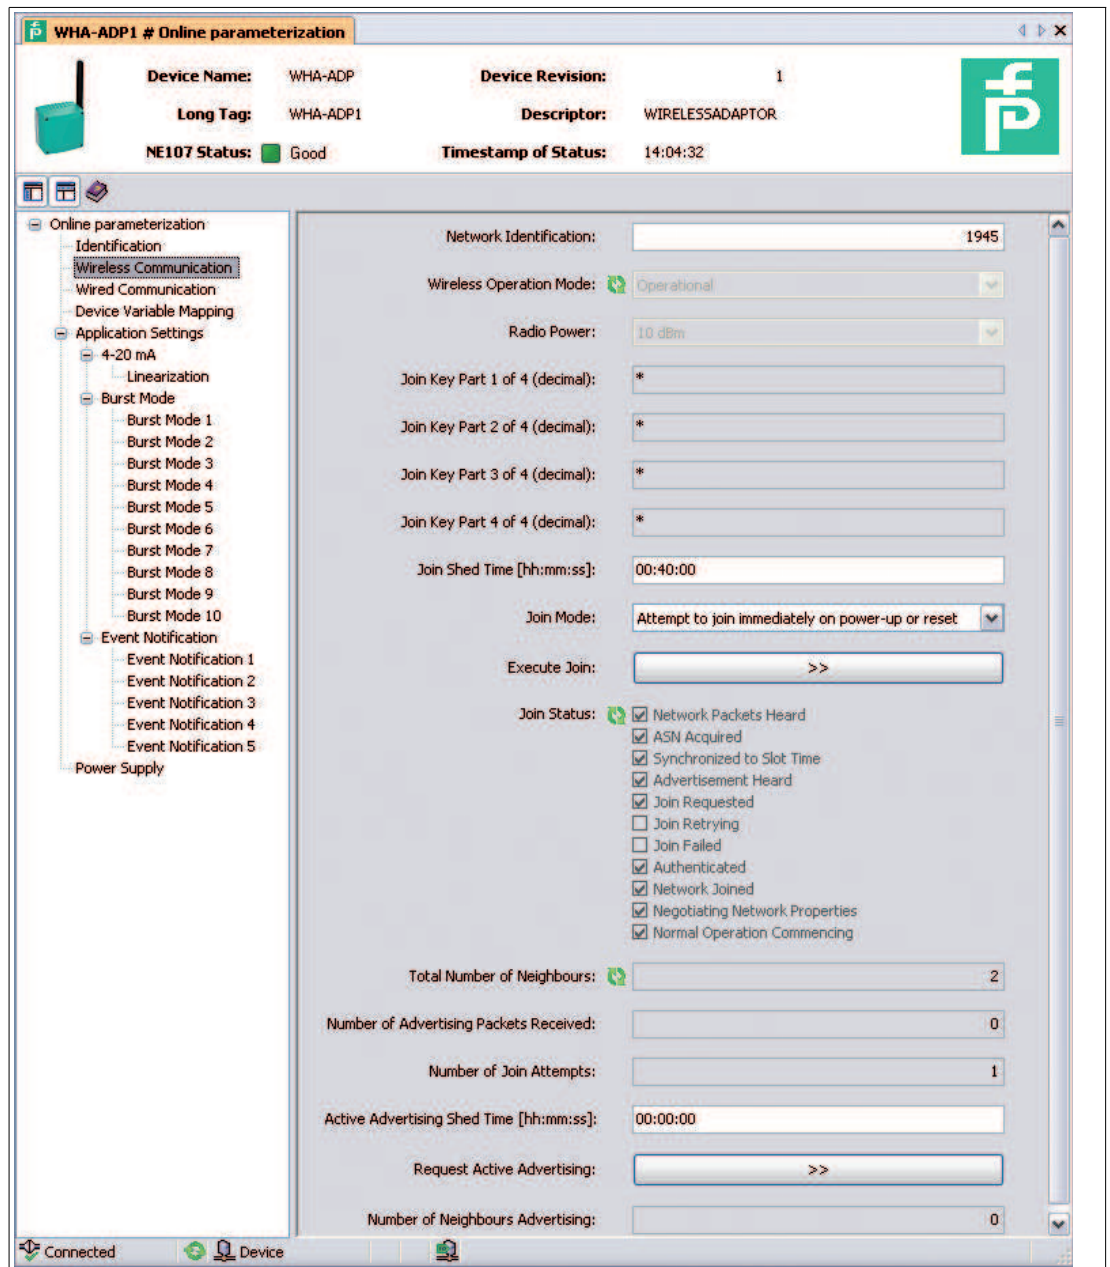 WHA-ADP1 # Online parameterization
Device Name: WHA-ADP Device Revision: 1
Long Tag: WHA-ADP1 Descriptor: WIRELESSADAPTOR
NE107 Status: Good Timestamp of Status: 14:04:32
Online parameterization
Identification
Wireless Communication
Wired Communication
Device Variable Mapping
Application Settings
4-20 mA
Linearization
Burst Mode
Burst Mode 1
Burst Mode 2
Burst Mode 3
Burst Mode 4
Burst Mode 5
Burst Mode 6
Burst Mode 7
Burst Mode 8
Burst Mode 9
Burst Mode 10
Event Notification
Event Notification 1
Event Notification 2
Event Notification 3
Event Notification 4
Event Notification 5
Power Supply
Network Identification: 1945
Wireless Operation Mode: Operational
Radio Power: 10 dBm
Join Key Part 1 of 4 (decimal): *
Join Key Part 2 of 4 (decimal): *
Join Key Part 3 of 4 (decimal): *
Join Key Part 4 of 4 (decimal): *
Join Shed Time [hh:mm:ss]: 00:40:00
Join Mode: Attempt to join immediately on power-up or reset
Execute Join: >>
Join Status: Network Packets Heard
ASN Acquired
Synchronized to Slot Time
Advertisement Heard
Join Requested
Join Retrying
Join Failed
Authenticated
Network Joined
Negotiating Network Properties
Normal Operation Commencing
Total Number of Neighbours: 2
Number of Advertising Packets Received: 0
Number of Join Attempts: 1
Active Advertising Shed Time [hh:mm:ss]: 00:00:00
Request Active Advertising: >>
Number of Neighbours Advertising: 0
Connected Device